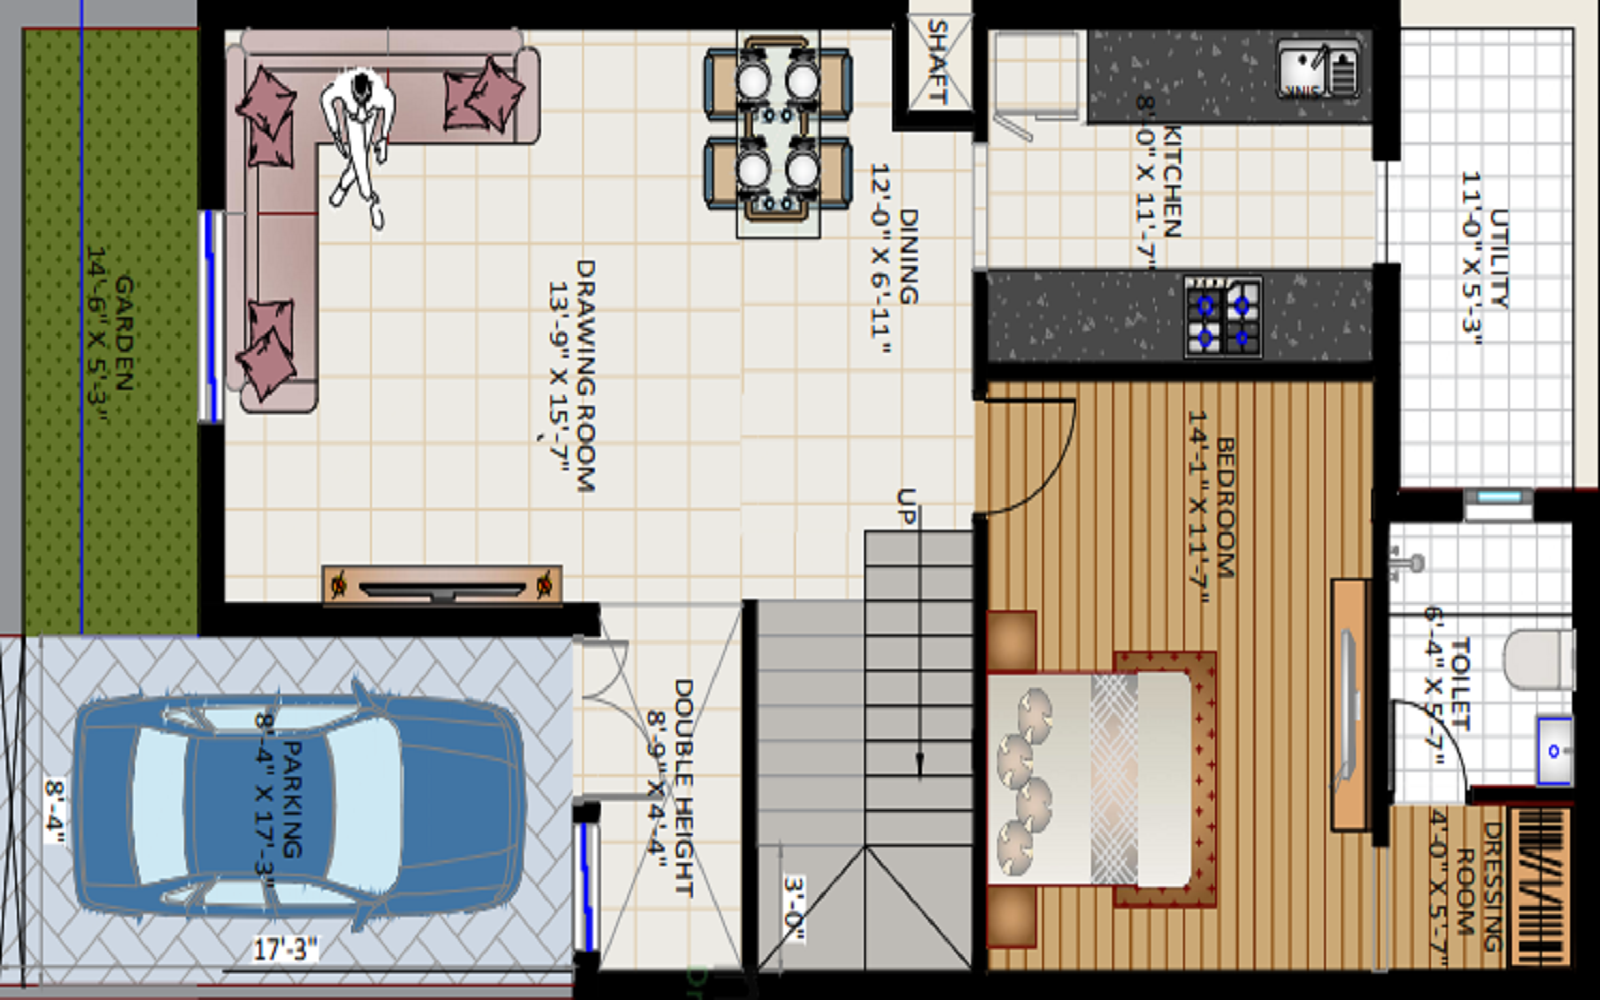 GARDEN
14'-6" X 5'-3"
DRAWING ROOM
13'-9" X 15'-7"
DINING
12'-0" X 6'-11"
SHAFT
KITCHEN
8'-0" X 11'-7"
SINK
UTILITY
11'-0" X 5'-3"
UP
BEDROOM
14'-1" X 11'-7"
TOILET
6'-4" X 5'-7"
DRESSING
ROOM
4'-0" X 5'-7"
DOUBLE HEIGHT
8'-9" X 4'-4"
3'-0"
PARKING
8'-4" X 17'-3"
8'-4"
17'-3"